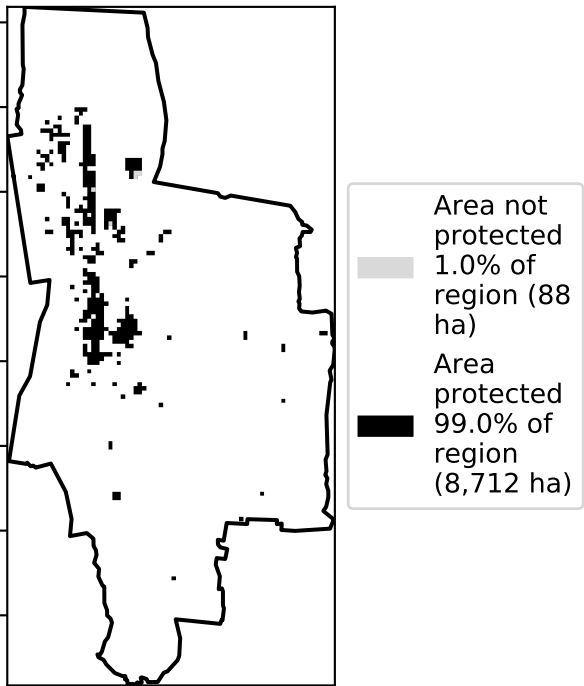 Area not
protected
1.0% of
region (88
ha)
Area
protected
99.0% of
region
(8,712 ha)